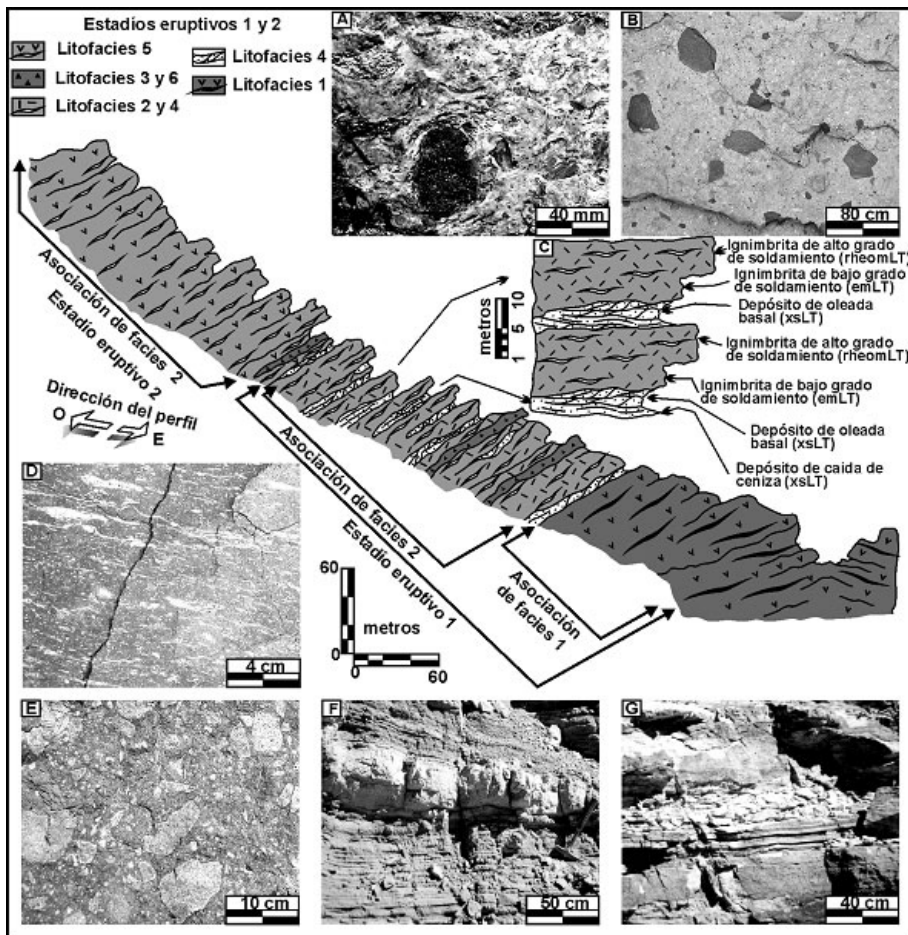 Estadíos eruptivos 1 y 2
Litofacies 5
Litofacies 4
Litofacies 3 y 6
Litofacies 1
Litofacies 2 y 4
A
40 mm
B
80 cm
C
metros
10
5
1
Ignimbrita de alto grado
de soldamiento (rheomLT)
Ignimbrita de bajo grado
de soldamiento (emLT)
Depósito de oleada
basal (xsLT)
Ignimbrita de alto grado
de soldamiento (rheomLT)
Ignimbrita de bajo grado
de soldamiento (emLT)
Depósito de oleada
basal (xsLT)
Depósito de caida de
ceniza (xsLT)
Asociación de facies 2
Estadío eruptivo 2
Dirección del perfil
O
E
Asociación de facies 2
Estadío eruptivo 1
Asociación
de facies 1
60
metros
0
0
60
D
4 cm
E
10 cm
F
50 cm
G
40 cm